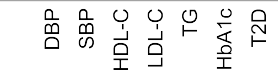 DBP
SBP
HDL-C
LDL-C
TG
HbA1c
T2D